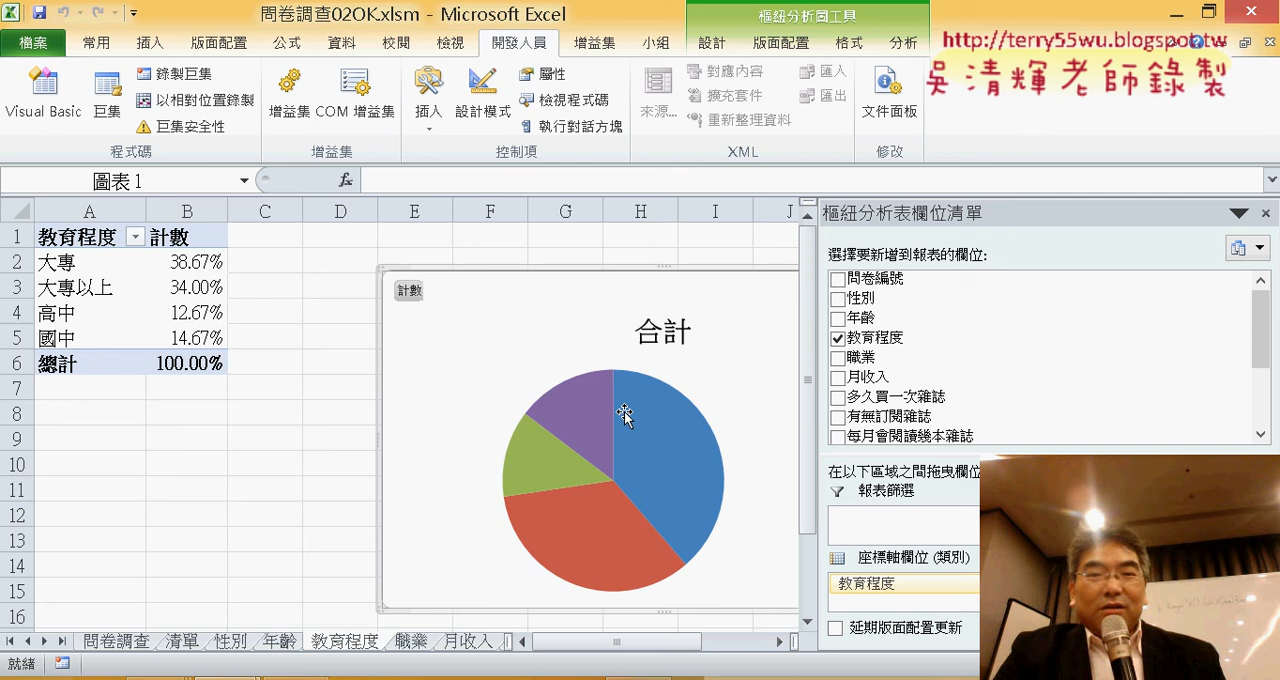 問卷調查02OK.xlsm - Microsoft Excel
樞紐分析圖工具
檔案 常用 插入 版面配置 公式 資料 校閱 檢視 開發人員 增益集 小組 設計 版面配置 格式 分析
http://terry55wu.blogspot.tw
吳清輝老師錄製
Visual Basic 巨集 錄製巨集 以相對位置錄製 巨集安全性
增益集 COM 增益集
插入 設計模式 屬性 檢視程式碼 執行對話方塊
來源... 對應內容 擴充套件 重新整理資料 匯入 匯出
文件面板
程式碼 增益集 控制項 XML 修改
圖表 1 fx
A B C D E F G H I J
1 教育程度 計數
2 大專 38.67%
3 大專以上 34.00%
4 高中 12.67%
5 國中 14.67%
6 總計 100.00%
7
8
9
10
11
12
13
14
15
16
計數
合計
樞紐分析表欄位清單
選擇要新增到報表的欄位:
問卷編號
性別
年齡
教育程度
職業
月收入
多久買一次雜誌
有無訂閱雜誌
每月會閱讀幾本雜誌
在以下區域之間拖曳欄位
報表篩選
座標軸欄位 (類別)
教育程度
延期版面配置更新
問卷調查 清單 性別 年齡 教育程度 職業 月收入
就緒